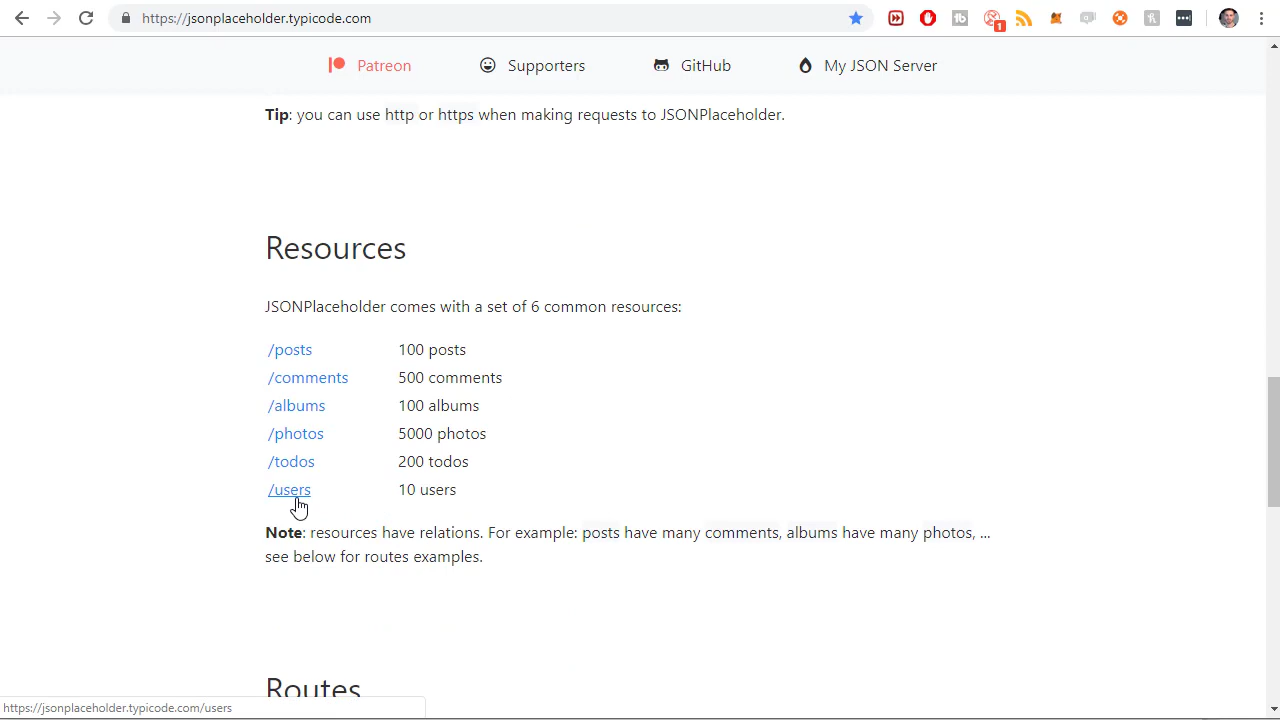 https://jsonplaceholder.typicode.com
1
Patreon
Supporters
GitHub
My JSON Server
Tip: you can use http or https when making requests to JSONPlaceholder.
Resources
JSONPlaceholder comes with a set of 6 common resources:
/posts 100 posts
/comments 500 comments
/albums 100 albums
/photos 5000 photos
/todos 200 todos
/users 10 users
Note: resources have relations. For example: posts have many comments, albums have many photos, ...
see below for routes examples.
Routes
https://jsonplaceholder.typicode.com/users